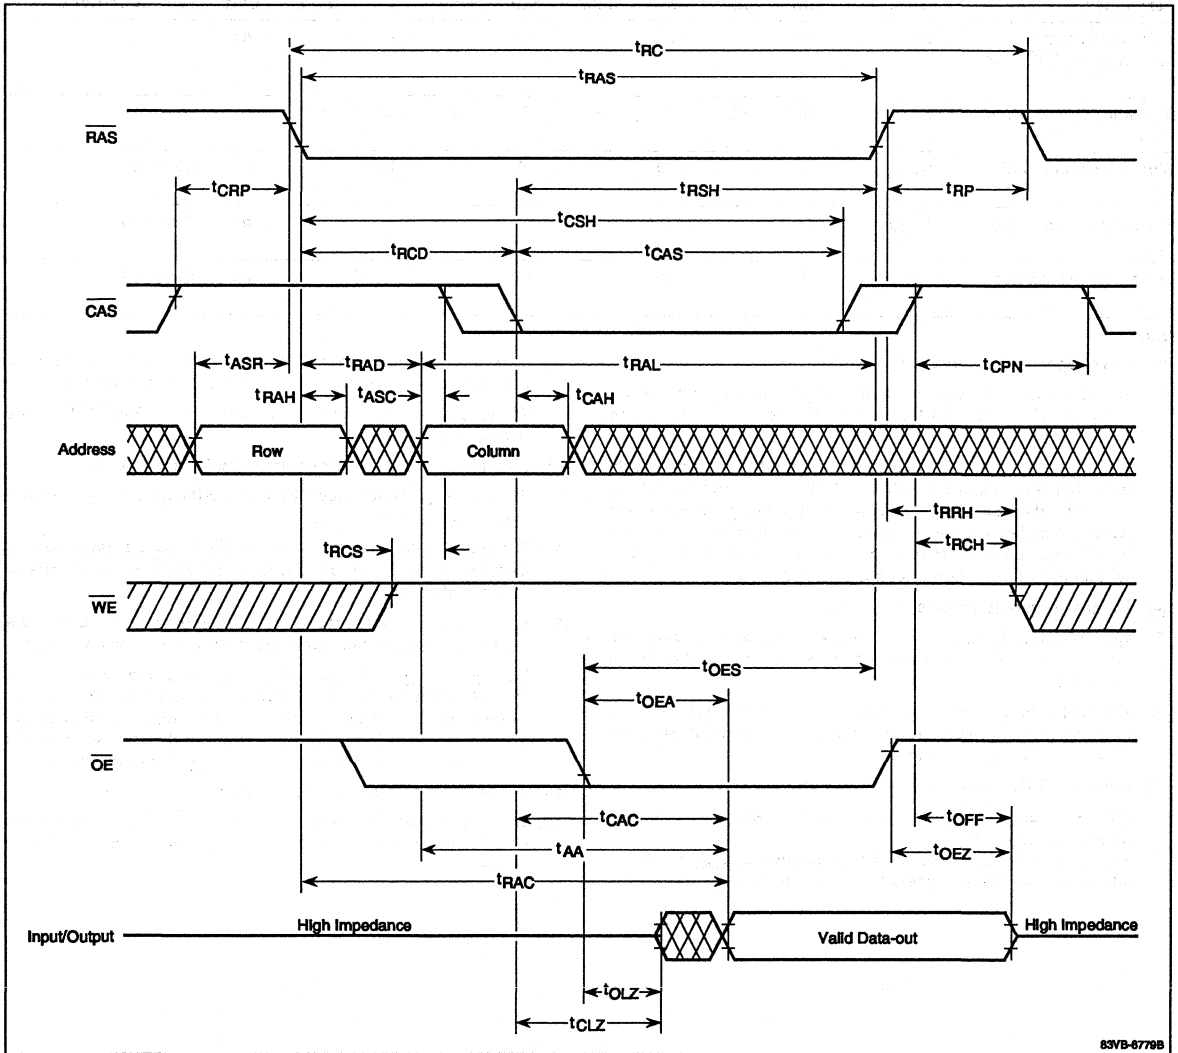 tRC
tRAS
RAS
tCRP
tRSH
tRP
tCSH
tRCD
tCAS
CAS
tASR
tRAD
tRAL
tCPN
tRAH
tASC
tCAH
Address
Row
Column
tRRH
tRCS
tRCH
WE
tOES
tOEA
OE
tCAC
tOFF
tAA
tOEZ
tRAC
High Impedance
High Impedance
Input/Output
Valid Data-out
tOLZ
tCLZ
83VB-6779B